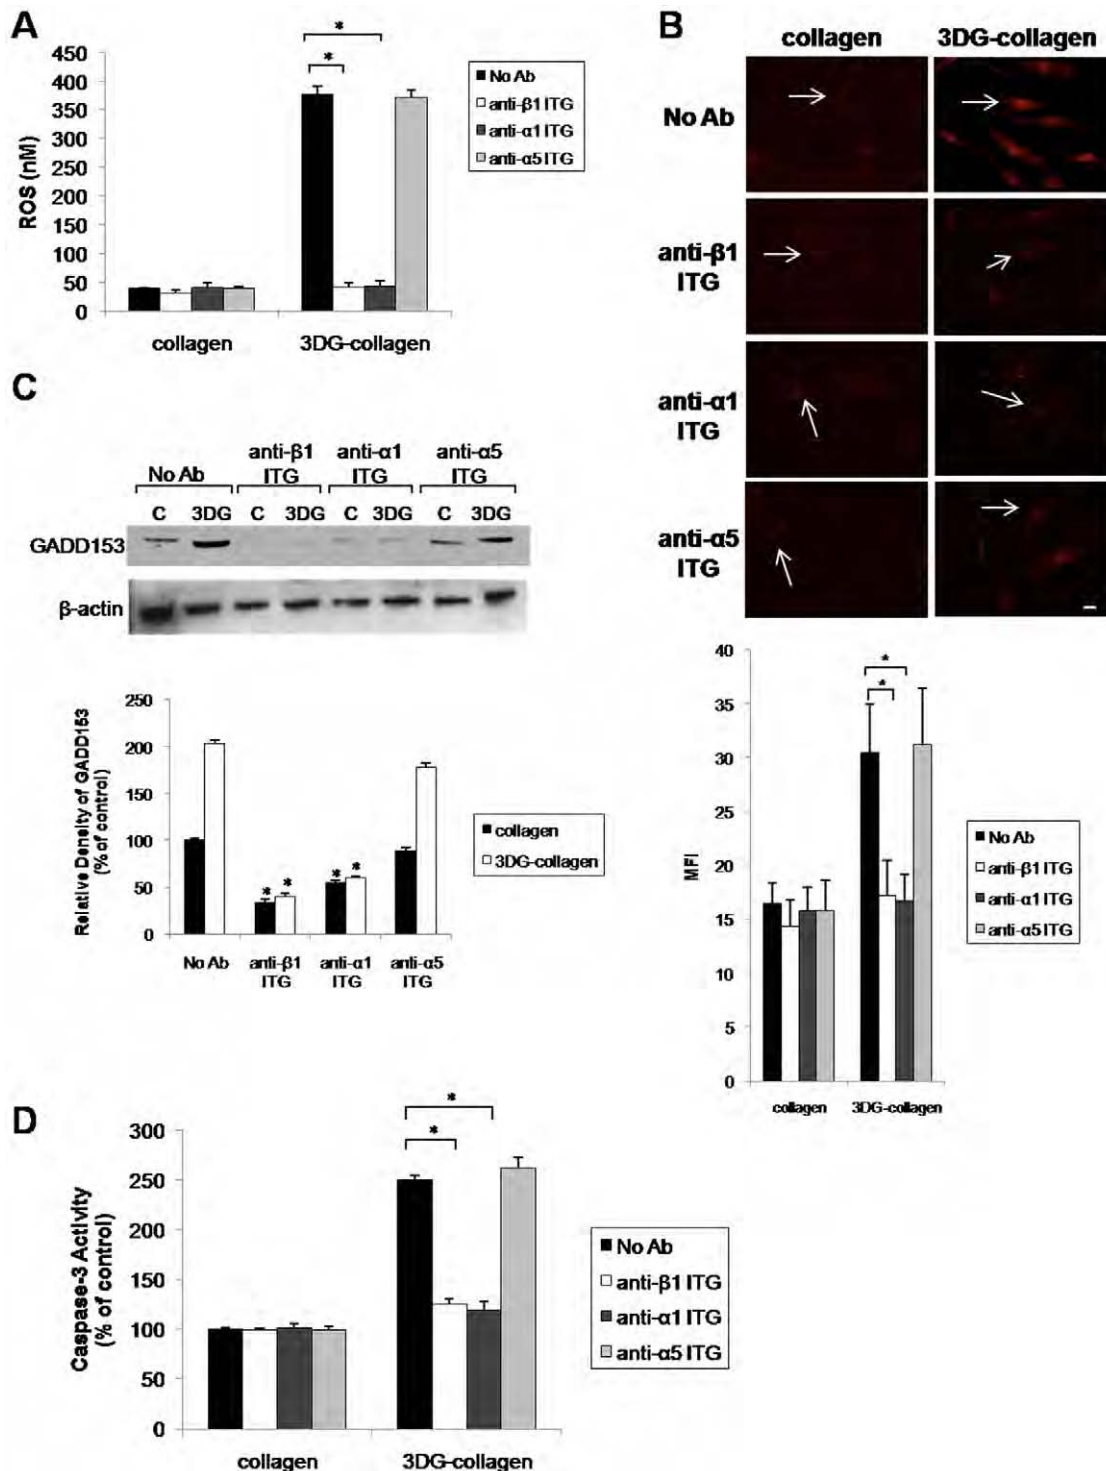 A
*
*
450
400
350
300
250
200
150
100
50
0
ROS (nM)
collagen 3DG-collagen
No Ab
anti-β1 ITG
anti-α1 ITG
anti-α5 ITG
B
collagen 3DG-collagen
No Ab
anti-β1
ITG
anti-α1
ITG
anti-α5
ITG
40
35
30
25
20
15
10
5
0
MFI
*
*
collagen 3DG-collagen
No Ab
anti-β1 ITG
anti-α1 ITG
anti-α5 ITG
C
No Ab anti-β1 ITG anti-α1 ITG anti-α5 ITG
C 3DG C 3DG C 3DG C 3DG
GADD153
β-actin
250
200
150
100
50
0
Relative Density of GADD153
(% of control)
* * * *
No Ab anti-β1 ITG anti-α1 ITG anti-α5 ITG
collagen
3DG-collagen
D
*
*
300
250
200
150
100
50
0
Caspase-3 Activity
(% of control)
collagen 3DG-collagen
No Ab
anti-β1 ITG
anti-α1 ITG
anti-α5 ITG